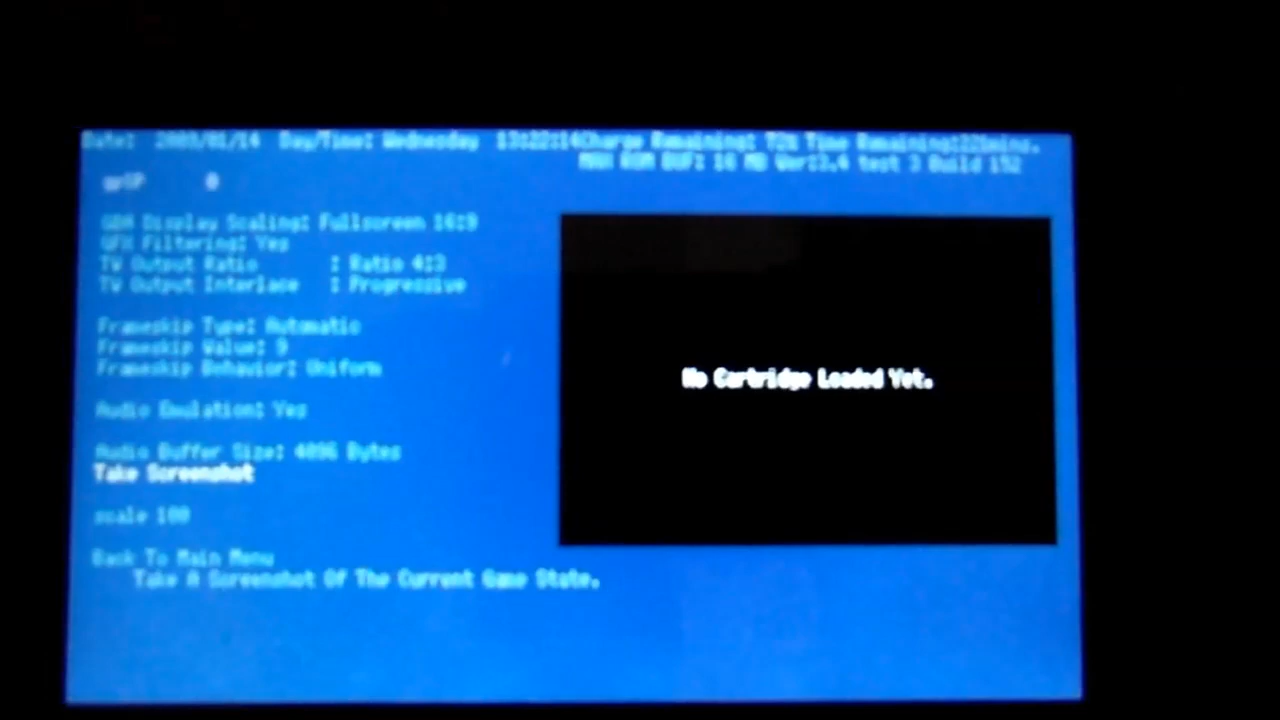 Date: 2003/01/14 Day/Time: Wednesday 13:22:14Charge Remaining: 72% Time Remaining:225mins.
MAX ROM BUF: 16 MB Ver:3.4 test 3 Build 152
0
GBA Display Scaling: Fullscreen 16:9
GFX Filtering: Yes
TV Output Ratio : Ratio 4:3
TV Output Interlace : Progressive
Frameskip Type: Automatic
Frameskip Value: 9
Frameskip Behavior: Uniform
No Cartridge Loaded Yet.
Audio Emulation: Yes
Audio Buffer Size: 4096 Bytes
Take Screenshot
scale 100
Back To Main Menu
Take A Screenshot Of The Current Game State.